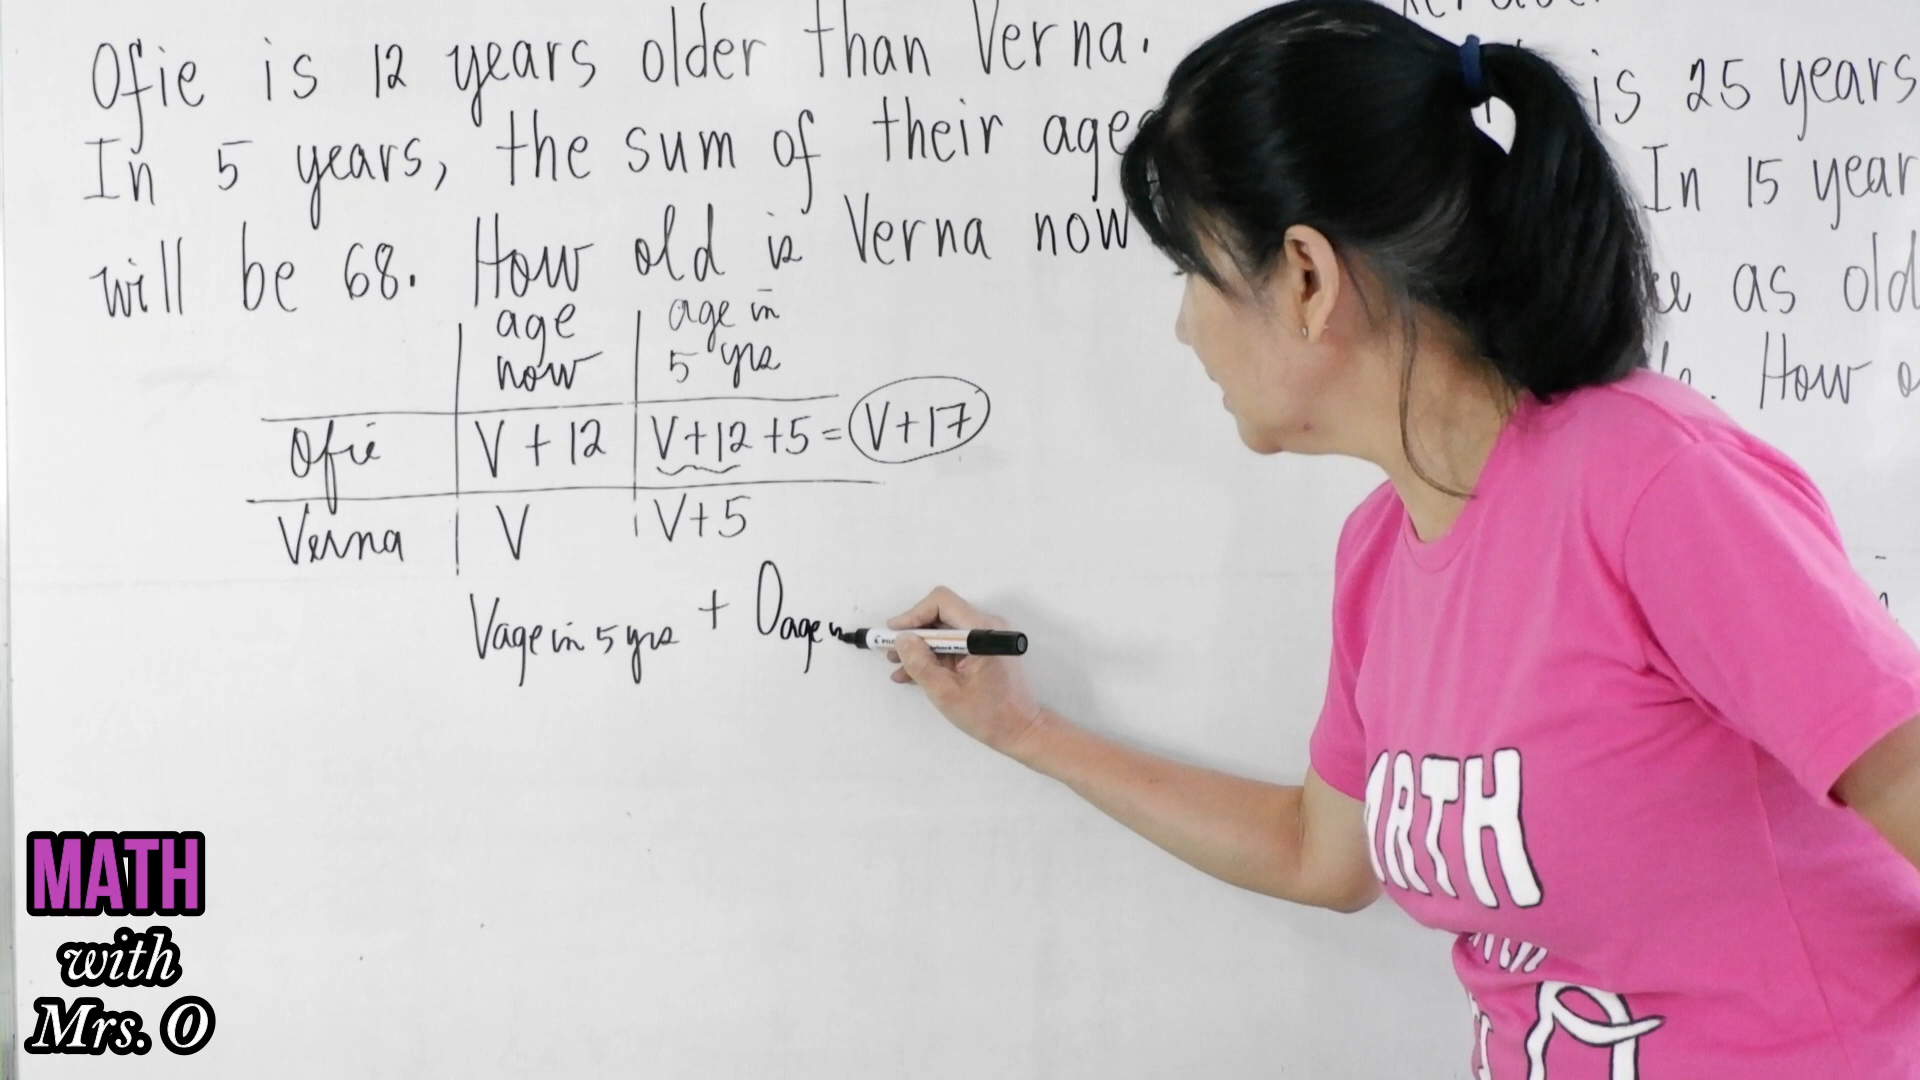 Ofie is 12 years older than Verna.
In 5 years, the sum of their age
will be 68. How old is Verna now
age now
age in 5 yrs
Ofie
V + 12
V+12 +5 = V+17
Verna
V
V+5
V age in 5 yrs + O age
is 25 years
In 15 year
as old
How
MATH
with
Mrs. O
MATH